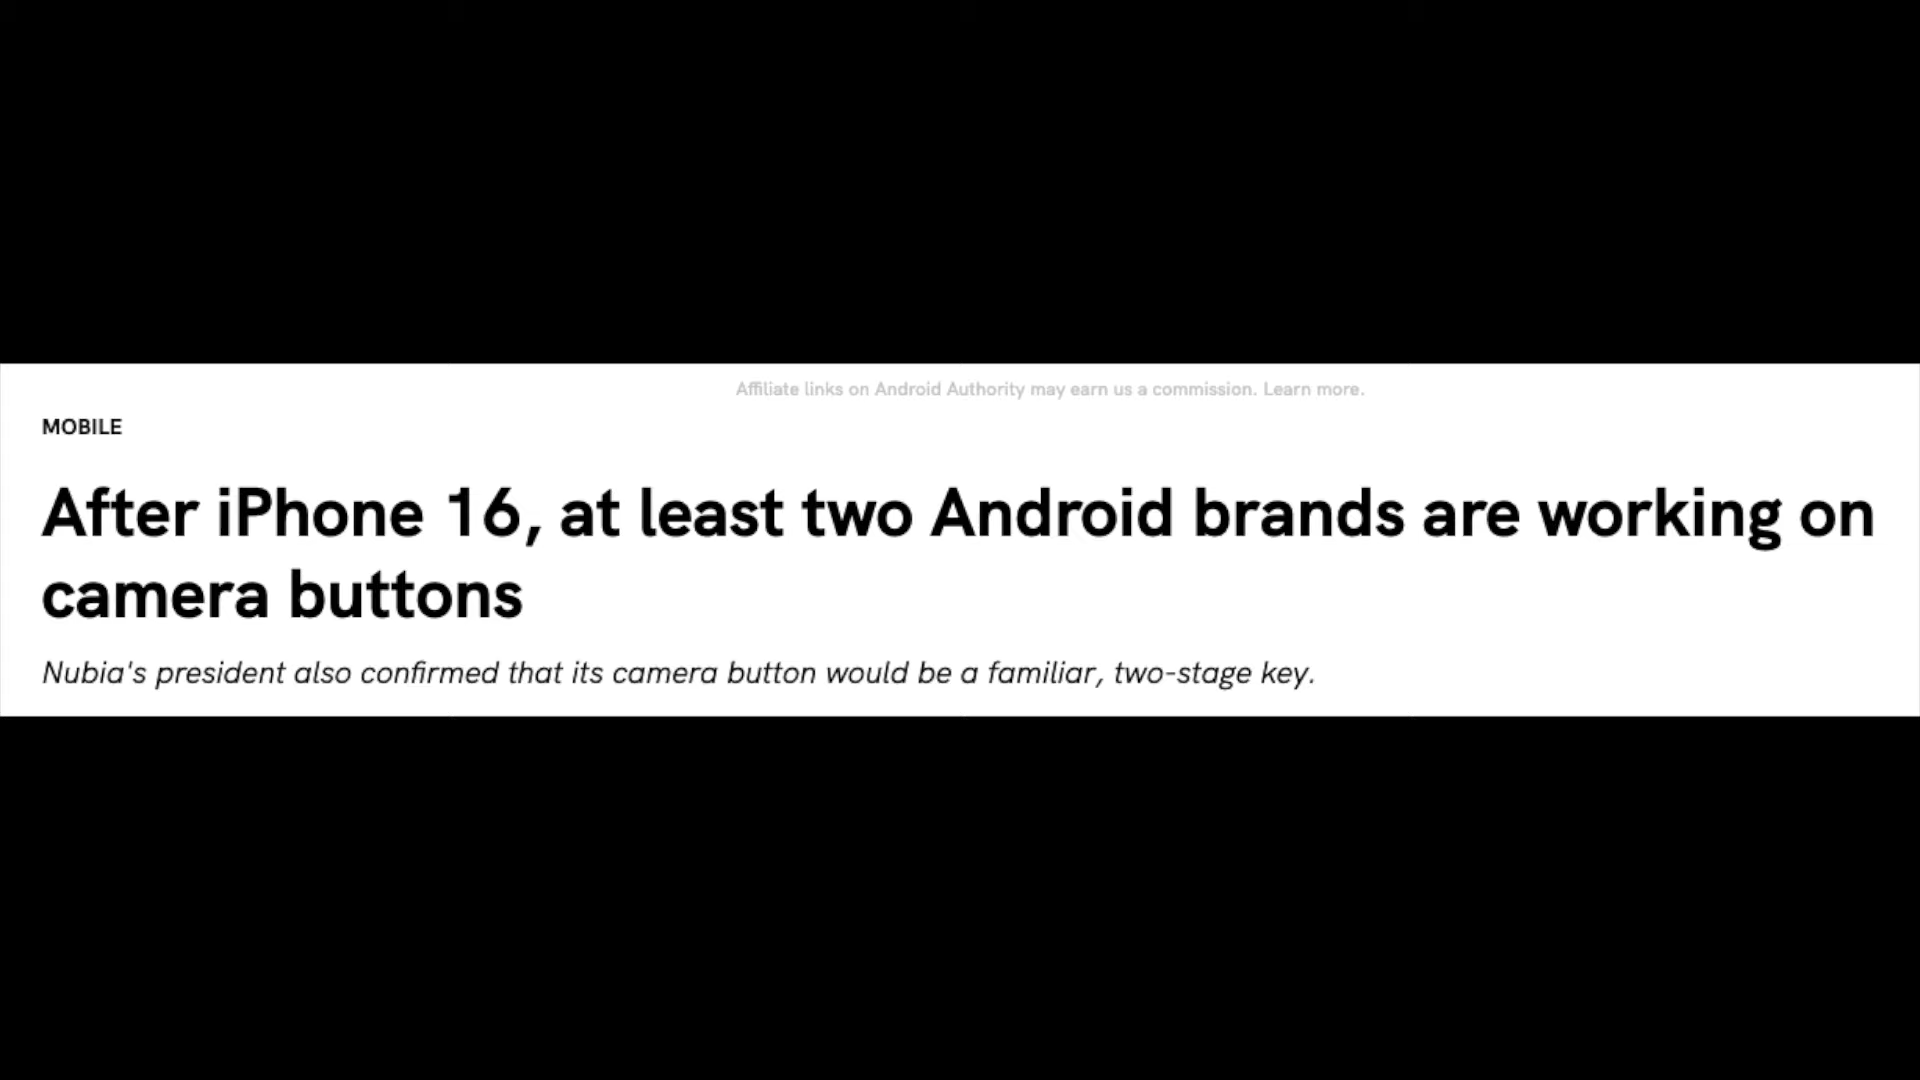 Affiliate links on Android Authority may earn us a commission. Learn more.
MOBILE
After iPhone 16, at least two Android brands are working on
camera buttons
Nubia's president also confirmed that its camera button would be a familiar, two-stage key.